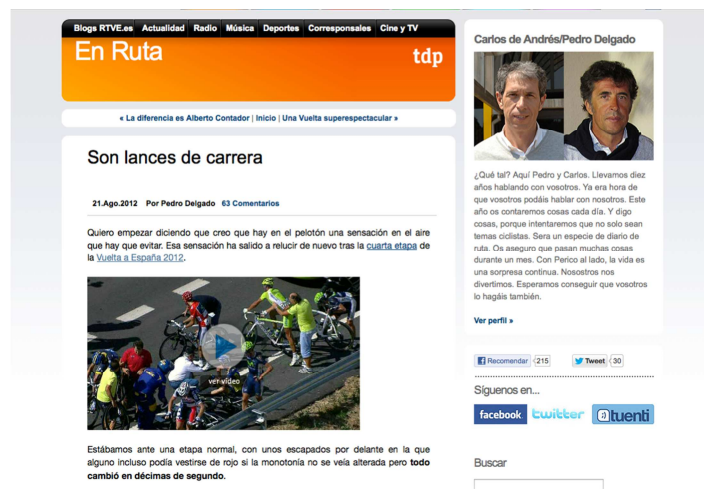 Blogs RTVE.es Actualidad Radio Música Deportes Corresponsales Cine y TV
En Ruta
tdp
« La diferencia es Alberto Contador | Inicio | Una Vuelta superespectacular »
Son lances de carrera
21.Ago.2012 Por Pedro Delgado 63 Comentarios
Quiero empezar diciendo que creo que hay en el pelotón una sensación en el aire
que hay que evitar. Esa sensación ha salido a relucir de nuevo tras la cuarta etapa de
la Vuelta a España 2012.
ver vídeo
Estábamos ante una etapa normal, con unos escapados por delante en la que
alguno incluso podía vestirse de rojo si la monotonía no se veía alterada pero todo
cambió en décimas de segundo.
Carlos de Andrés/Pedro Delgado
¿Qué tal? Aquí Pedro y Carlos. Llevamos diez
años hablando con vosotros. Ya era hora de
que vosotros podáis hablar con nosotros. Este
año os contaremos cosas cada día. Y digo
cosas, porque intentaremos que no solo sean
temas ciclistas. Sera un especie de diario de
ruta. Os aseguro que pasan muchas cosas
durante un mes. Con Perico al lado, la vida es
una sorpresa continua. Nosostros nos
divertimos. Esperamos conseguir que vosotros
lo hagáis también.
Ver perfil »
Recomendar 215 Tweet 30
Síguenos en...
facebook twitter tuenti
Buscar